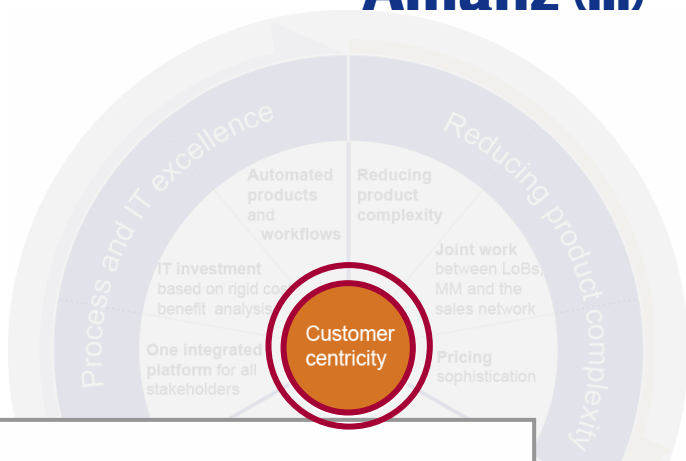 Allianz (III)
Process and IT excellence
Reducing product complexity
Automated
products
and
workflows
Reducing
product
complexity
IT investment
based on rigid cost
benefit analysis
Joint work
between LoBs,
MM and the
sales network
One integrated
platform for all
stakeholders
Customer
centricity
Pricing
sophistication